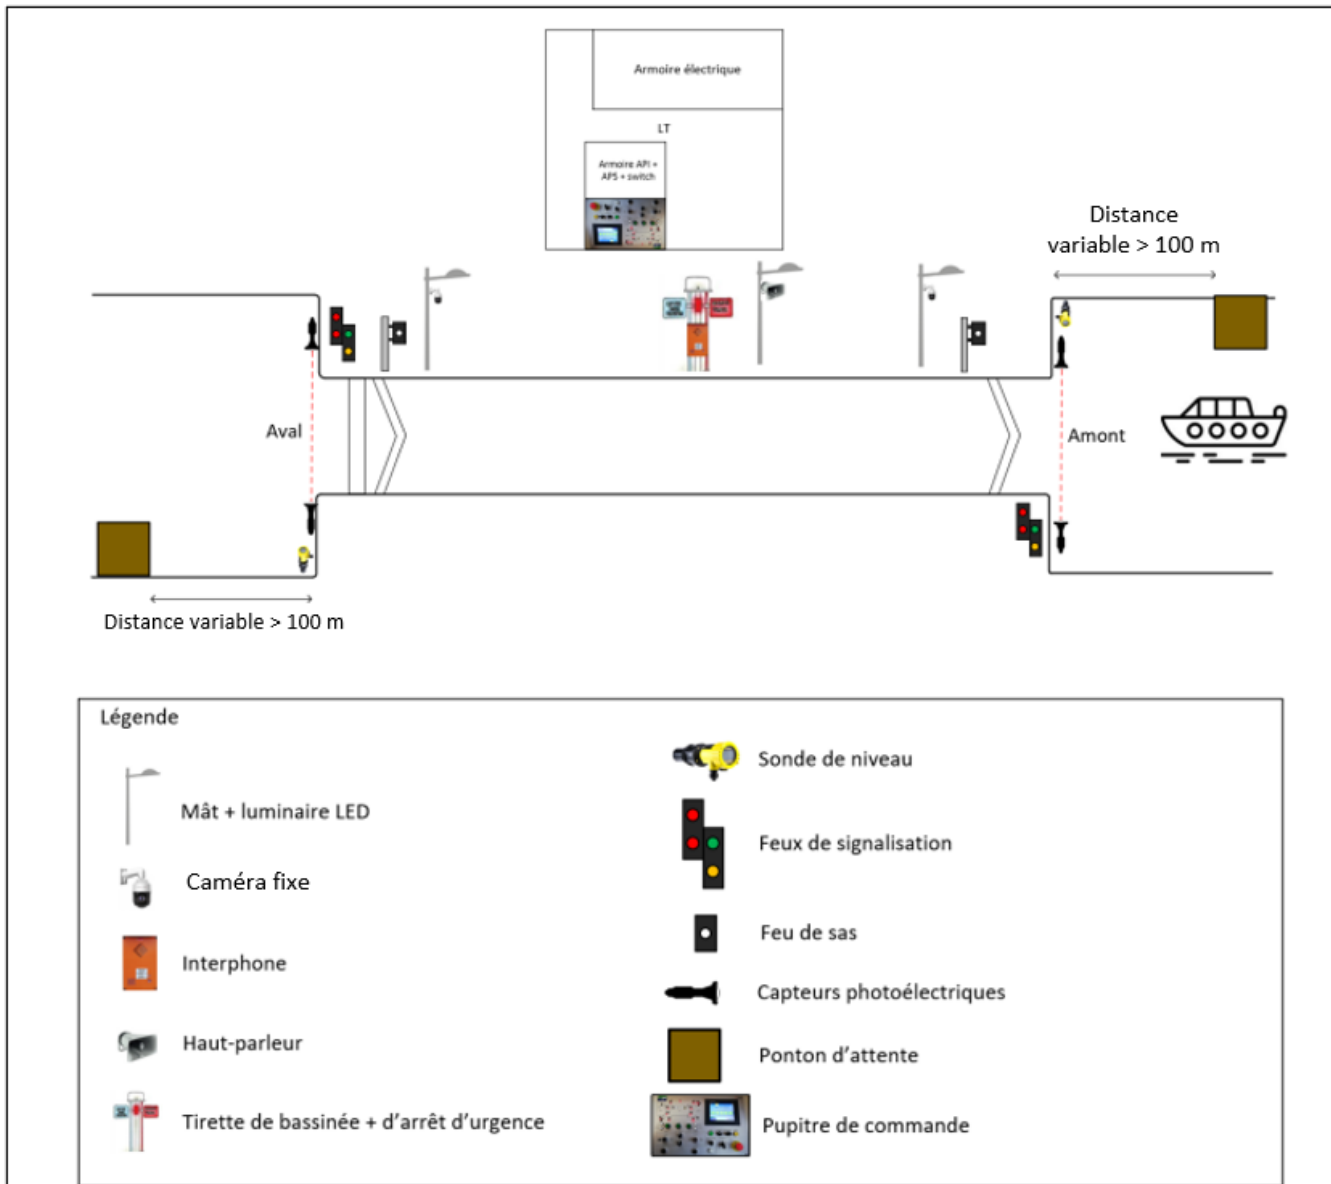 Armoire électrique
LT
Armoire API +
APS + switch
Distance
variable > 100 m
Aval
Amont
Distance variable > 100 m
Légende
Mât + luminaire LED
Caméra fixe
Interphone
Haut-parleur
Tirette de bassinée + d'arrêt d'urgence
Sonde de niveau
Feux de signalisation
Feu de sas
Capteurs photoélectriques
Ponton d'attente
Pupitre de commande